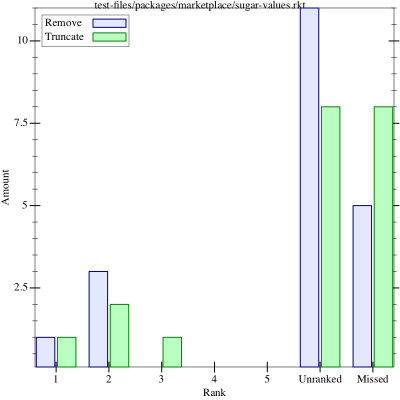 test-files/packages/marketplace/sugar-values.rkt
Remove
Truncate
10
7.5
5
2.5
Amount
1 2 3 4 5 Unranked Missed
Rank